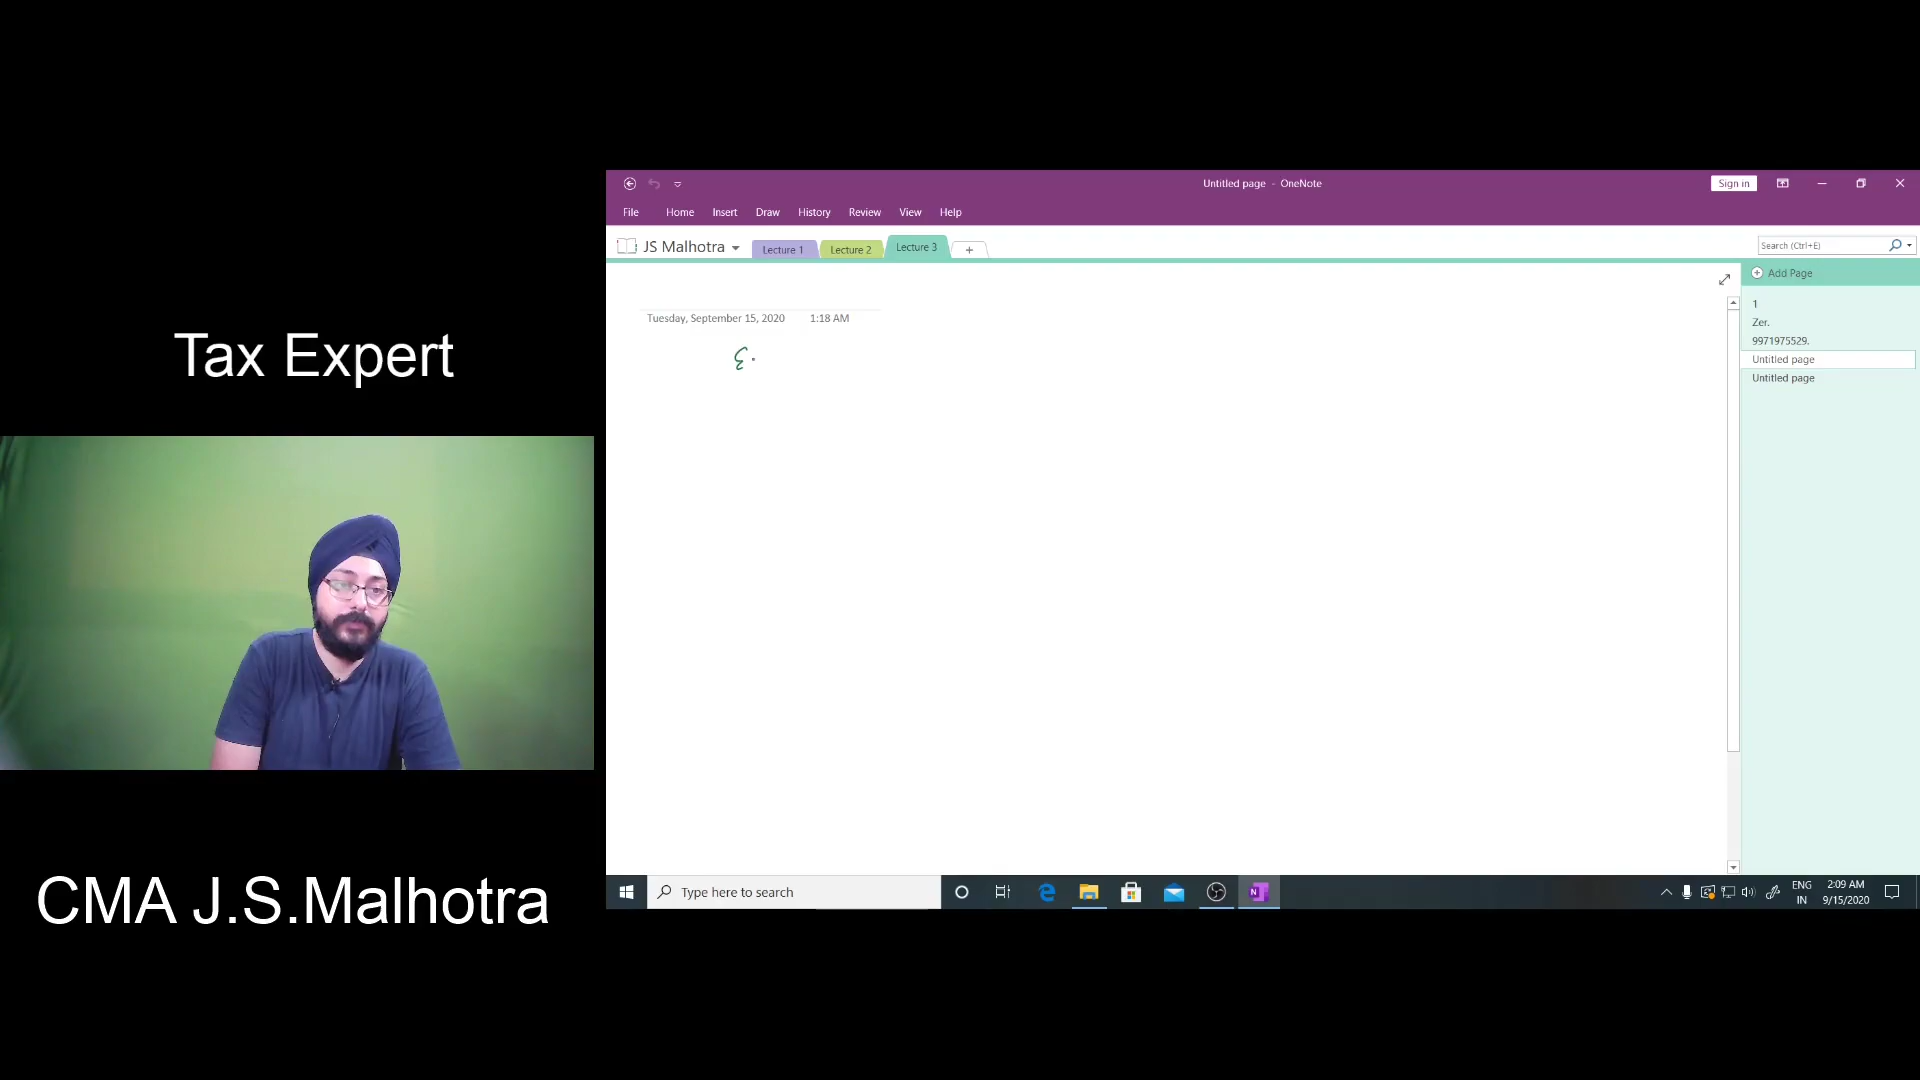 Tax Expert
CMA J.S.Malhotra
Untitled page - OneNote
Sign in
File Home Insert Draw History Review View Help
JS Malhotra
Lecture 1
Lecture 2
Lecture 3
+
Search (Ctrl+E)
Add Page
1
Zer.
9971975529.
Untitled page
Untitled page
Tuesday, September 15, 2020 1:18 AM
Type here to search
ENG
IN
2:09 AM
9/15/2020